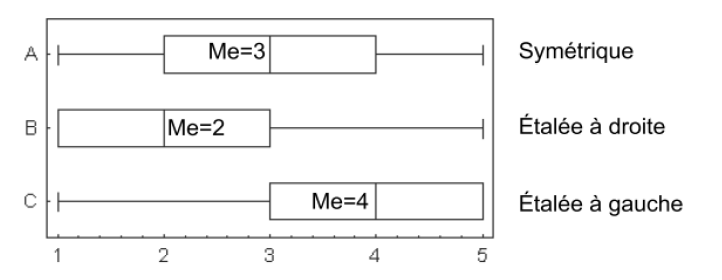 A Me=3 Symétrique
B Me=2 Étalée à droite
C Me=4 Étalée à gauche
1 2 3 4 5